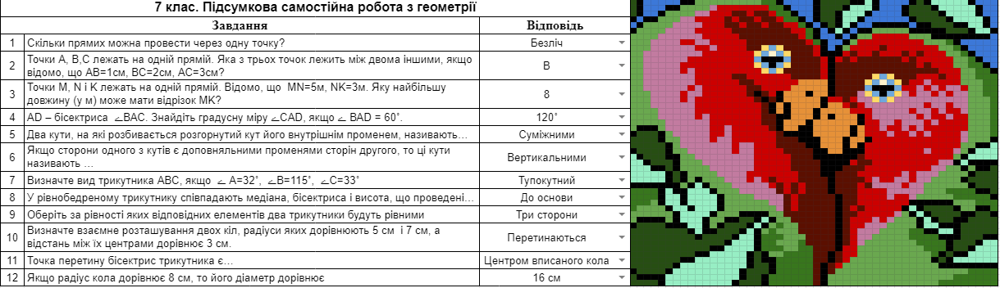 7 клас. Підсумкова самостійна робота з геометрії
Завдання Відповідь
1 Скільки прямих можна провести через одну точку? Безліч
2 Точки А, В,С лежать на одній прямій. Яка з трьох точок лежить між двома іншими, якщо
відомо, що АВ=1см, ВС=2см, АС=3см? В
3 Точки M, N і K лежать на одній прямій. Відомо, що MN=5м, NK=3м. Яку найбільшу
довжину (у м) може мати відрізок МК? 8
4 AD – бісектриса ∠BAC. Знайдіть градусну міру ∠CAD, якщо ∠ BAD = 60˚. 120˚
5 Два кути, на які розбивається розгорнутий кут його внутрішнім променем, називають… Суміжними
6 Якщо сторони одного з кутів є доповняльними променями сторін другого, то ці кути
називають … Вертикальними
7 Визначте вид трикутника АВС, якщо ∠ A=32˚, ∠B=115˚, ∠C=33˚ Тупокутний
8 У рівнобедреному трикутнику співпадають медіана, бісектриса і висота, що проведені… До основи
9 Оберіть за рівності яких відповідних елементів два трикутники будуть рівними Три сторони
10 Визначте взаємне розташування двох кіл, радіуси яких дорівнюють 5 см і 7 см, а
відстань між їх центрами дорівнює 3 см. Перетинаються
11 Точка перетину бісектрис трикутника є… Центром вписаного кола
12 Якщо радіус кола дорівнює 8 см, то його діаметр дорівнює 16 см